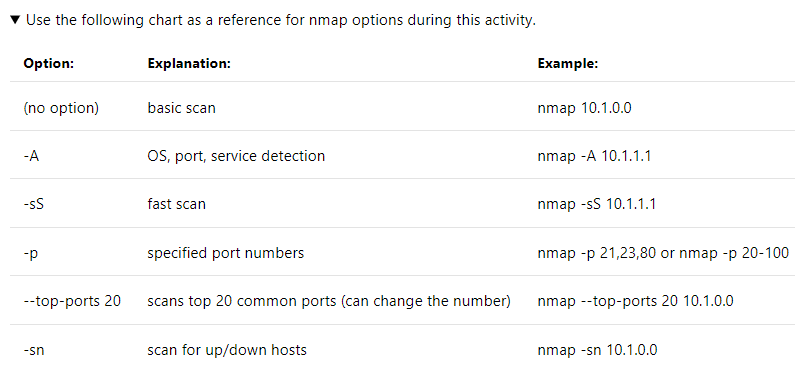 ▼ Use the following chart as a reference for nmap options during this activity.
Option: Explanation: Example:
(no option) basic scan nmap 10.1.0.0
-A OS, port, service detection nmap -A 10.1.1.1
-sS fast scan nmap -sS 10.1.1.1
-p specified port numbers nmap -p 21,23,80 or nmap -p 20-100
--top-ports 20 scans top 20 common ports (can change the number) nmap --top-ports 20 10.1.0.0
-sn scan for up/down hosts nmap -sn 10.1.0.0